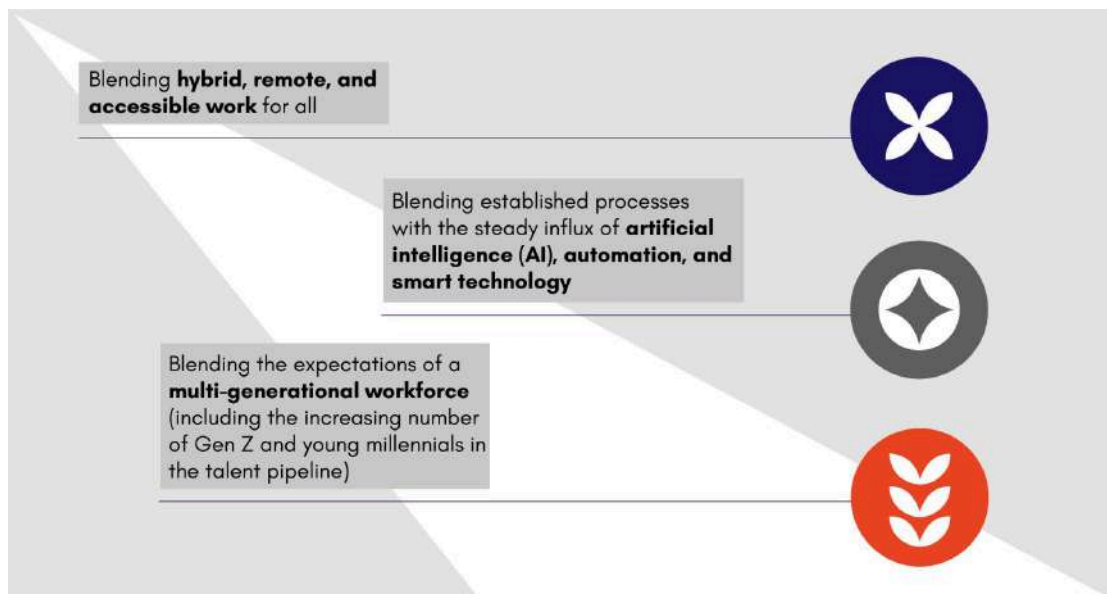 Blending hybrid, remote, and
accessible work for all
Blending established processes
with the steady influx of artificial
intelligence (AI), automation, and
smart technology
Blending the expectations of a
multi-generational workforce
(including the increasing number
of Gen Z and young millennials in
the talent pipeline)